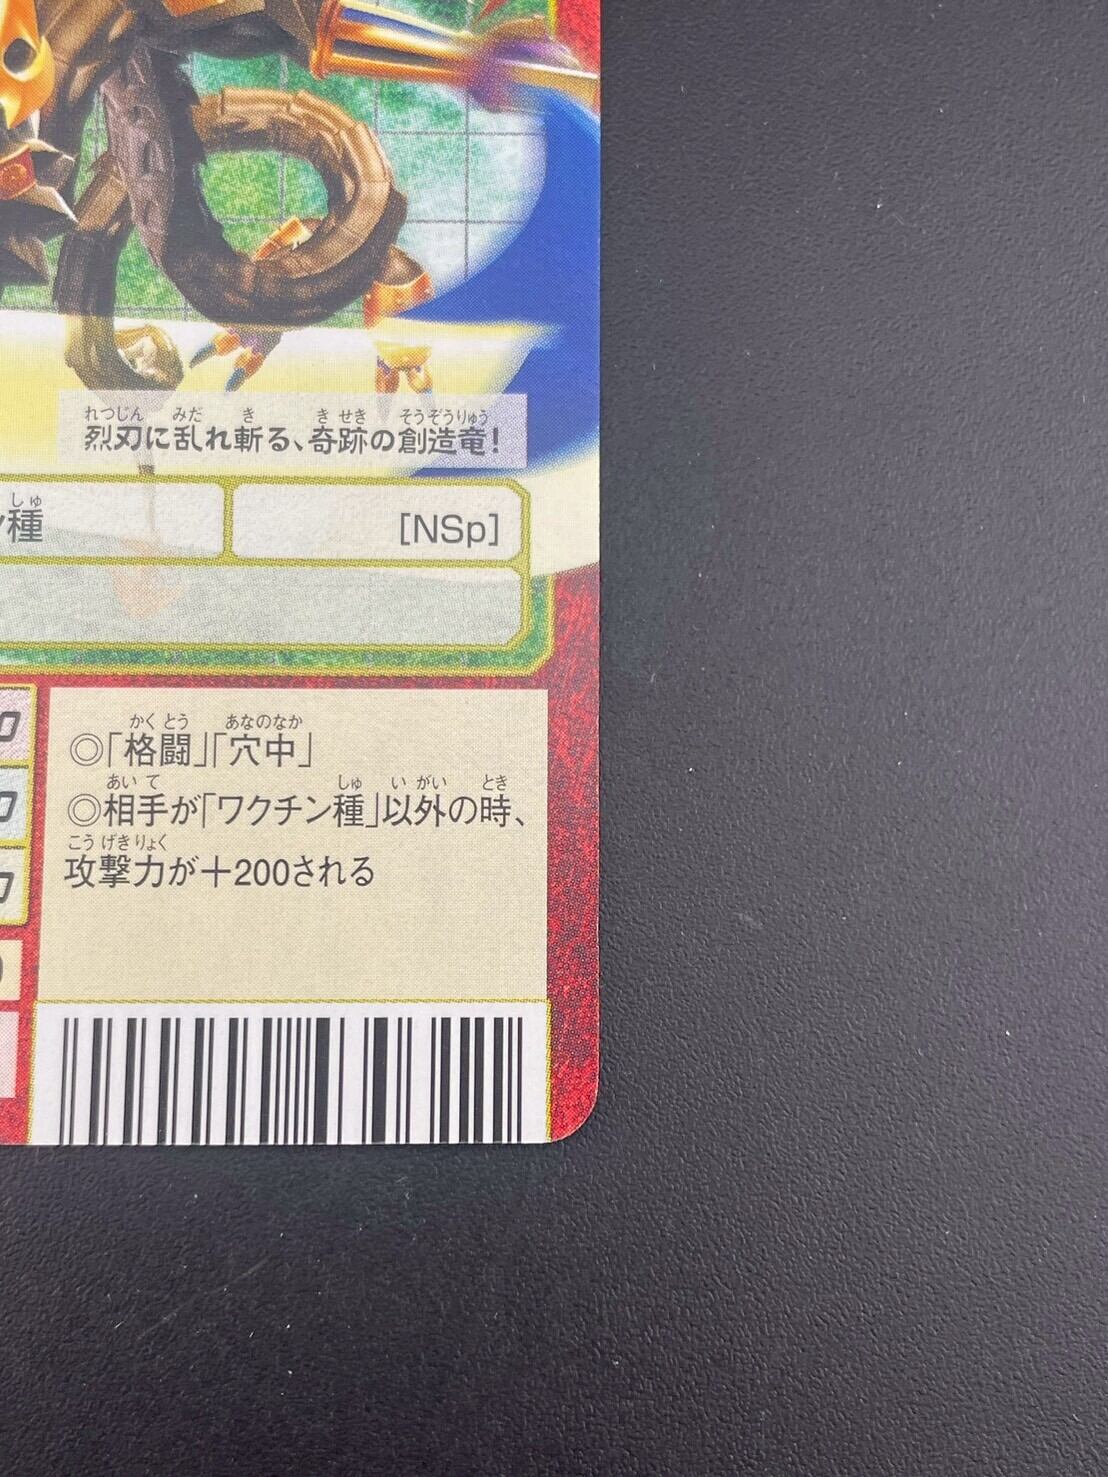 れつじん みだ き きせき そうぞうりゅう
烈刃に乱れ斬る、奇跡の創造竜!
しゅ
種
[NSp]
かくとう あなのなか
◎「格闘」「穴中」
あいて しゅ いがい とき
◎相手が「ワクチン種」以外の時、
こうげきりょく
攻撃力が+200される